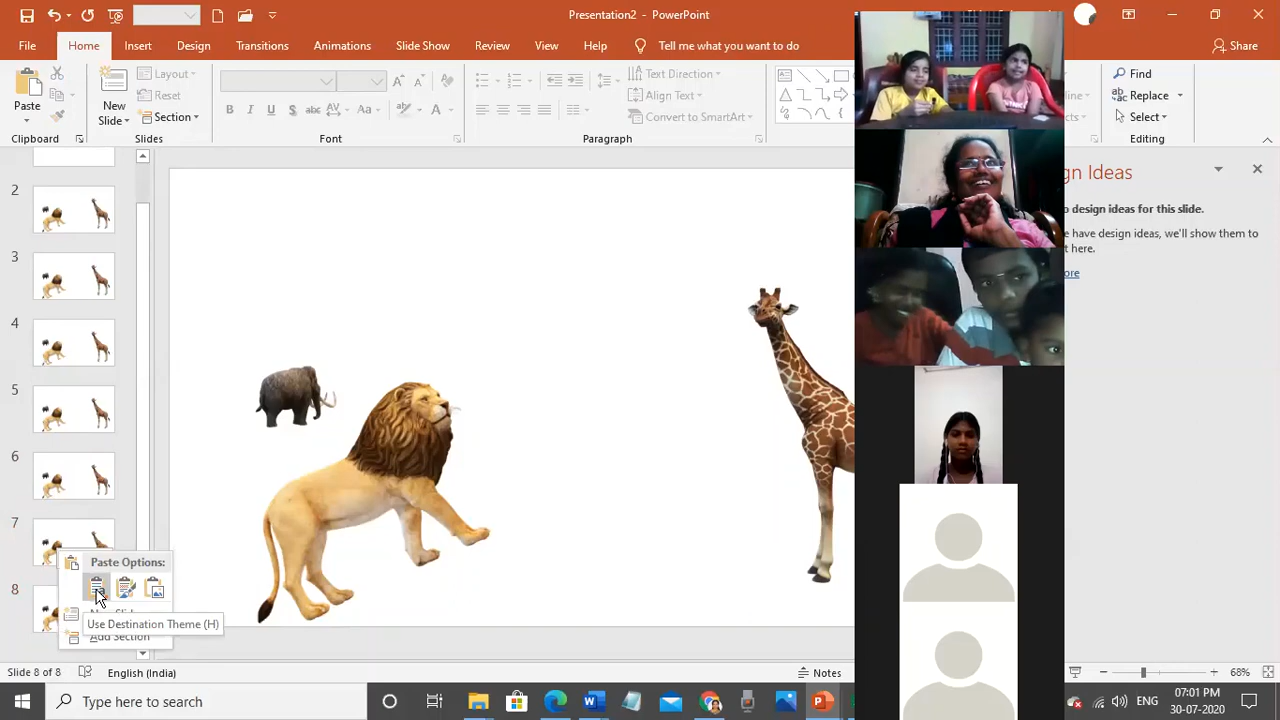 Presentation2 - PowerPoint
File Home Insert Design Transitions Animations Slide Show Review View Help Tell me what you want to do Share
Paste
Clipboard
New
Slide
Layout
Reset
Section
Slides
B I U S abc AV Aa A
Font
Text Direction
Align Text
Convert to SmartArt
Paragraph
Find
Replace
Select
Editing
gn Ideas
o design ideas for this slide.
e have design ideas, we'll show them to
t here.
ore
2
3
4
5
6
7
8
Paste Options:
Use Destination Theme (H)
Add Section
Slide 8 of 8 English (India) Notes 68%
Type here to search
ENG
07:01 PM
30-07-2020